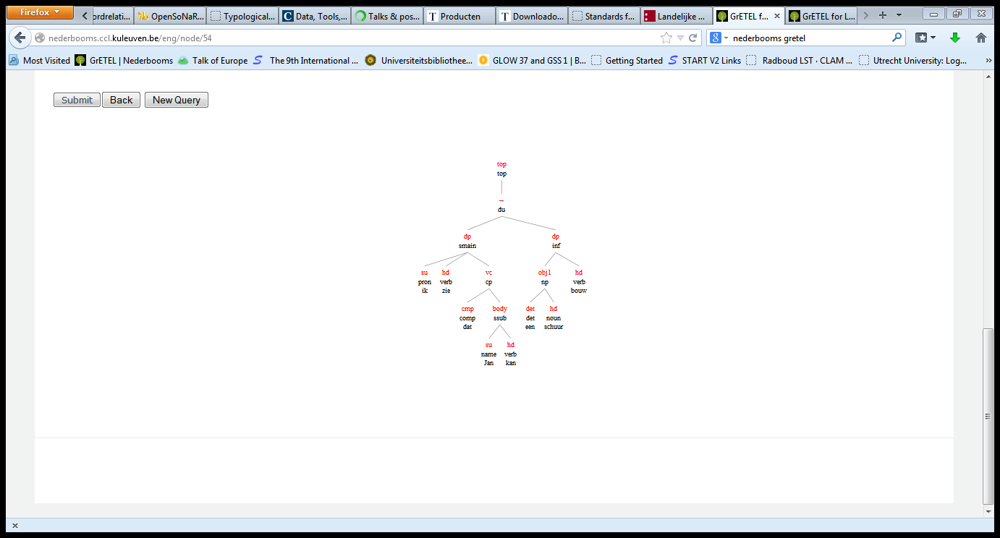 Firefox
ordrelati...
OpenSoNaR...
Typological...
Data, Tools,...
Talks & pos...
Producten
Downloado...
Standards f...
Landelijke ...
GrETEL f...
GrETEL for L...
nederbooms.ccl.kuleuven.be/eng/node/54
nederbooms gretel
Most Visited
GrETEL | Nederbooms
Talk of Europe
The 9th International ...
Universiteitsbibliothee...
GLOW 37 and GSS 1 | B...
Getting Started
START V2 Links
Radboud LST · CLAM ...
Utrecht University: Log...
Submit Back New Query
top
top
--
du
dp dp
smain inf
su hd vc obj1 hd
pron verb cp np verb
ik zie bouw
cmp body det hd
comp ssub det noun
dat een schuur
su hd
name verb
Jan kan